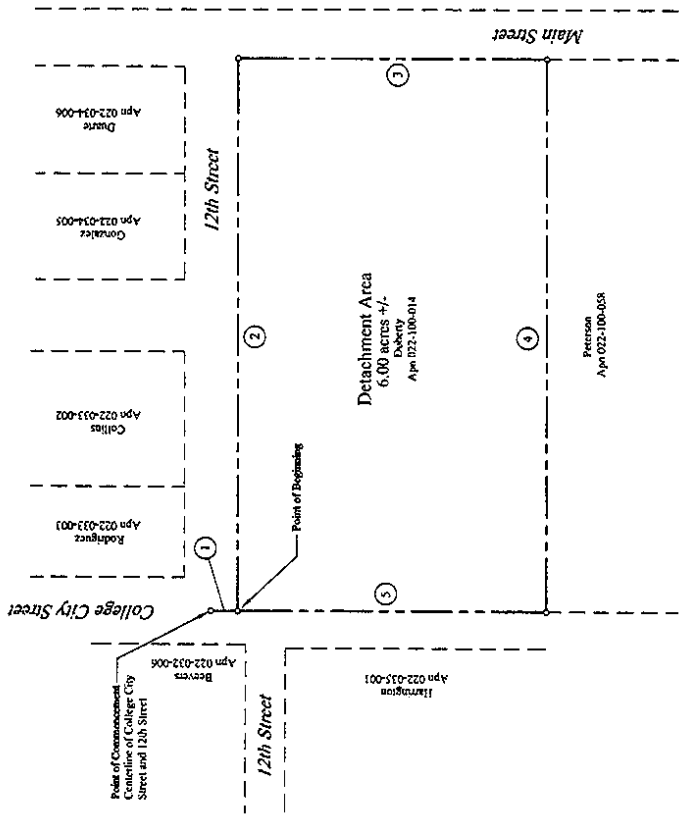 Main Street
Duarte
Apn 022-034-006
Gonzalez
Apn 022-034-005
12th Street
Collias
Apn 022-033-002
Rodriguez
Apn 022-033-003
College City Street
Point of Commencement
Centerline of College City
Street and 12th Street
Beevers
Apn 022-032-006
12th Street
Harrington
Apn 022-035-001
Point of Beginning
1
2
3
4
5
Detachment Area
6.00 acres +/-
Doherty
Apn 022-100-014
Peterson
Apn 022-100-058